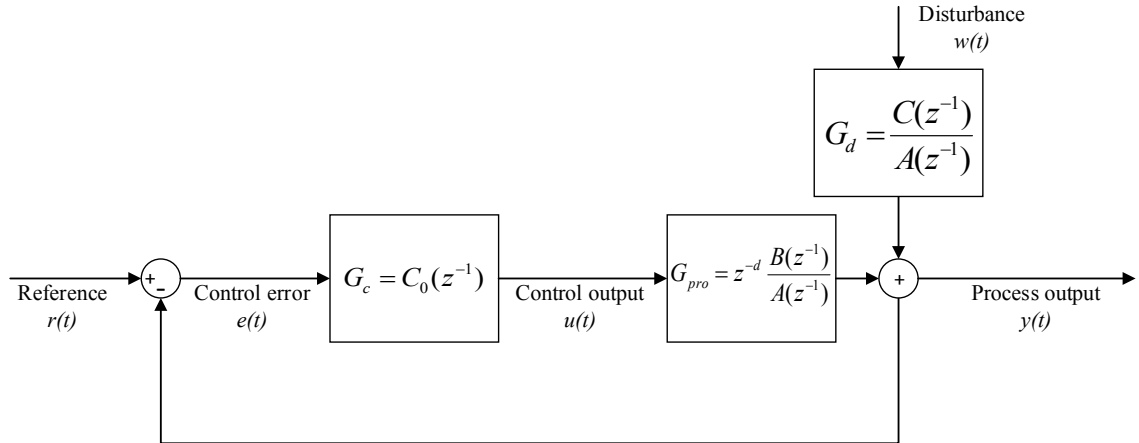 Disturbance
w(t)
G_d = C(z⁻¹) / A(z⁻¹)
Reference
r(t)
+
-
Control error
e(t)
G_c = C_0(z⁻¹)
Control output
u(t)
G_pro = z^-d B(z⁻¹) / A(z⁻¹)
+
Process output
y(t)